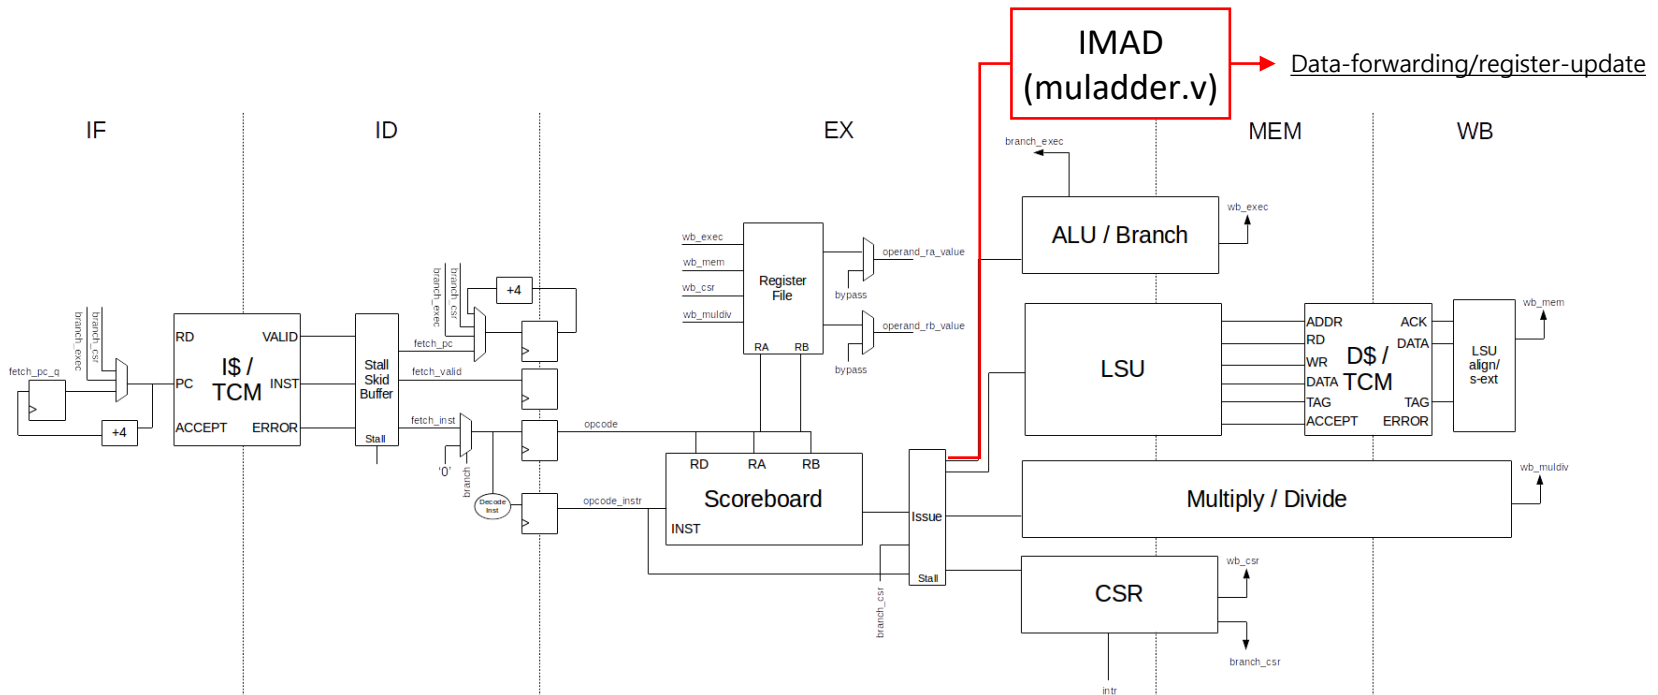 IMAD
(muladder.v)
Data-forwarding/register-update
IF
ID
EX
MEM
WB
branch_exec
ALU / Branch
wb_exec
wb_exec
wb_mem
wb_csr
wb_muldiv
Register
File
RA
RB
operand_ra_value
bypass
operand_rb_value
bypass
branch_exec
branch_csr
fetch_pc_q
+4
RD
PC
ACCEPT
I$ /
TCM
VALID
INST
ERROR
Stall
Skid
Buffer
Stall
branch_exec
branch_csr
+4
fetch_pc
fetch_valid
fetch_inst
'0'
branch
Decode
Inst
opcode
opcode_instr
RD
RA
RB
Scoreboard
INST
Issue
Stall
branch_csr
LSU
ADDR
RD
WR
DATA
TAG
ACCEPT
D$ /
TCM
ACK
DATA
TAG
ERROR
LSU
align/
s-ext
wb_mem
Multiply / Divide
wb_muldiv
CSR
wb_csr
branch_csr
intr